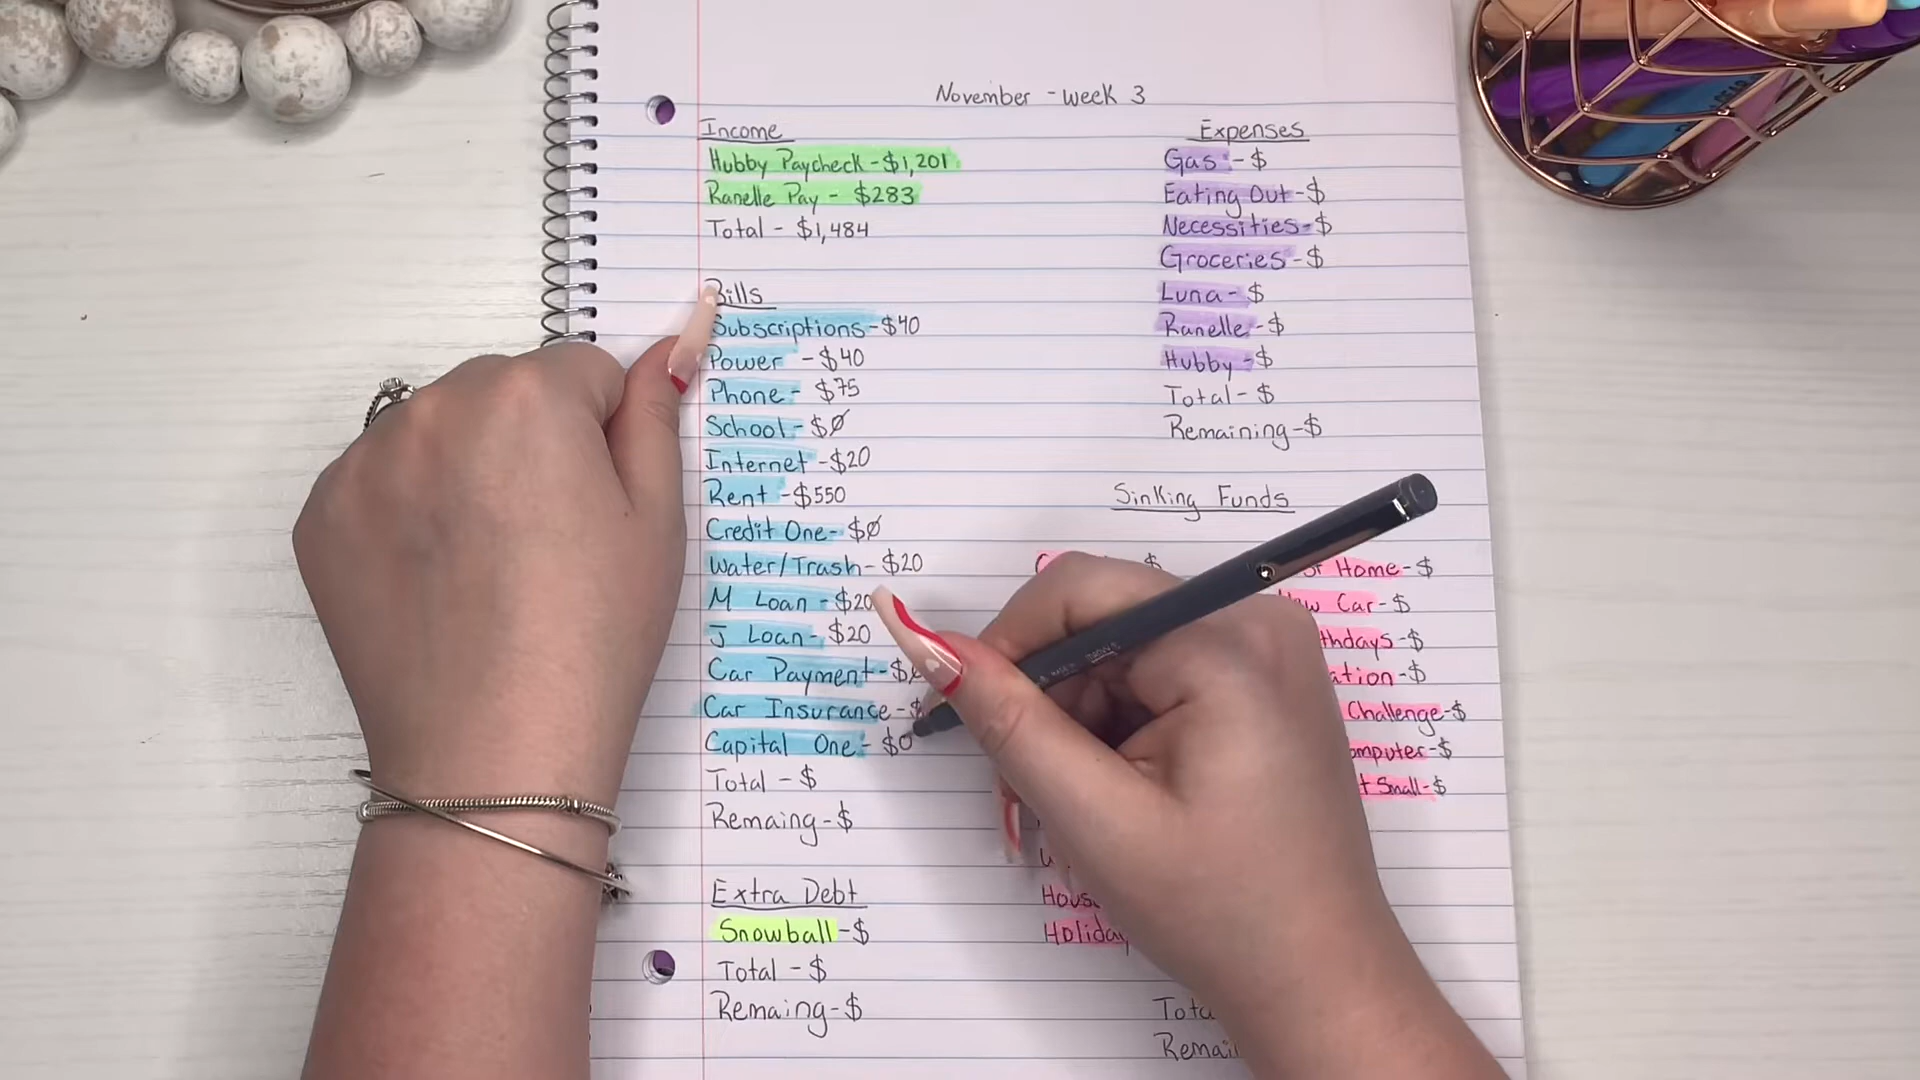 November - Week 3
Income
Hubby Paycheck - $1,201
Ranelle Pay - $283
Total - $1,484
Bills
Subscriptions - $40
Power - $40
Phone - $75
School - $0
Internet - $20
Rent - $550
Credit One - $0
Water/Trash - $20
M Loan - $20
J Loan - $20
Car Payment - $
Car Insurance - $
Capital One - $0
Total - $
Remaing - $
Extra Debt
Snowball - $
Total - $
Remaing - $
Expenses
Gas - $
Eating Out - $
Necessities - $
Groceries - $
Luna - $
Ranelle - $
Hubby - $
Total - $
Remaining - $
Sinking Funds
$
Holiday
Home - $
Car - $
$
$
Challenge - $
$
Small - $